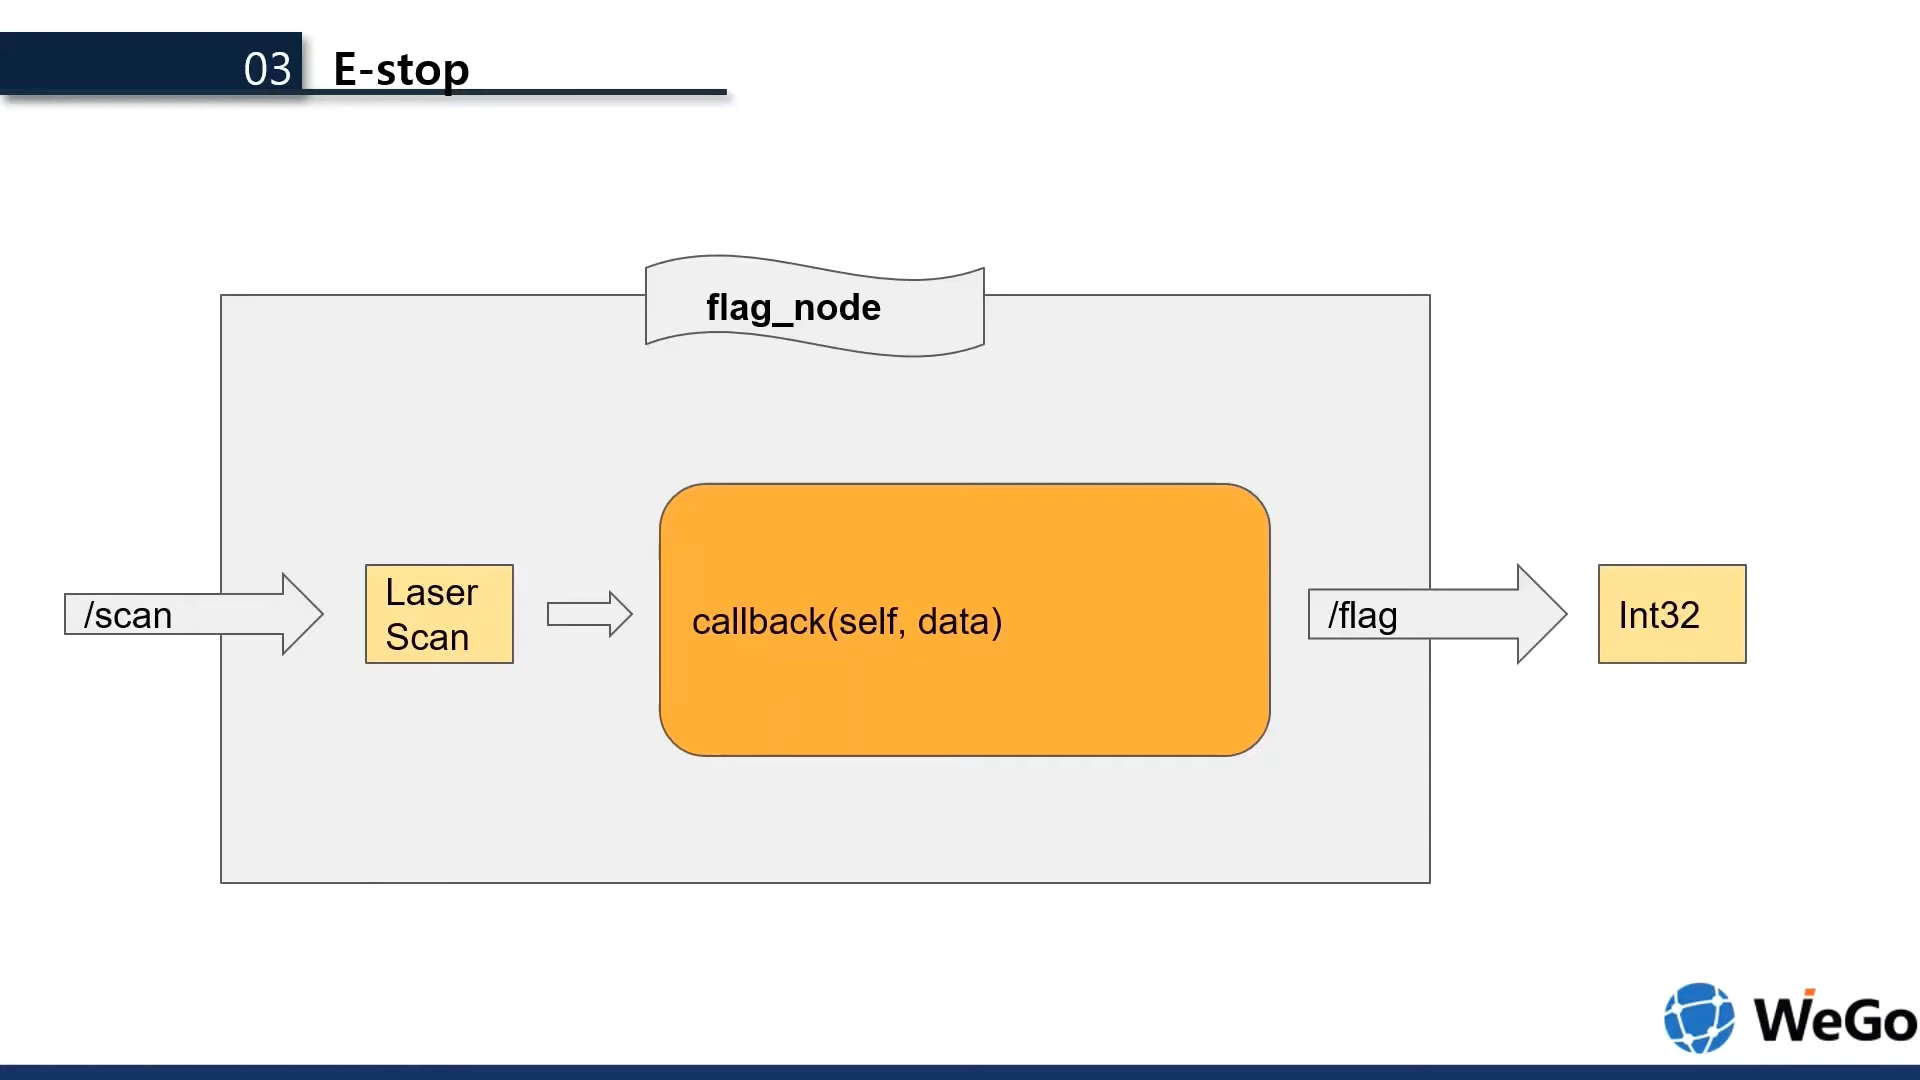 03
E-stop
flag_node
/scan
Laser
Scan
callback(self, data)
/flag
Int32
WeGo